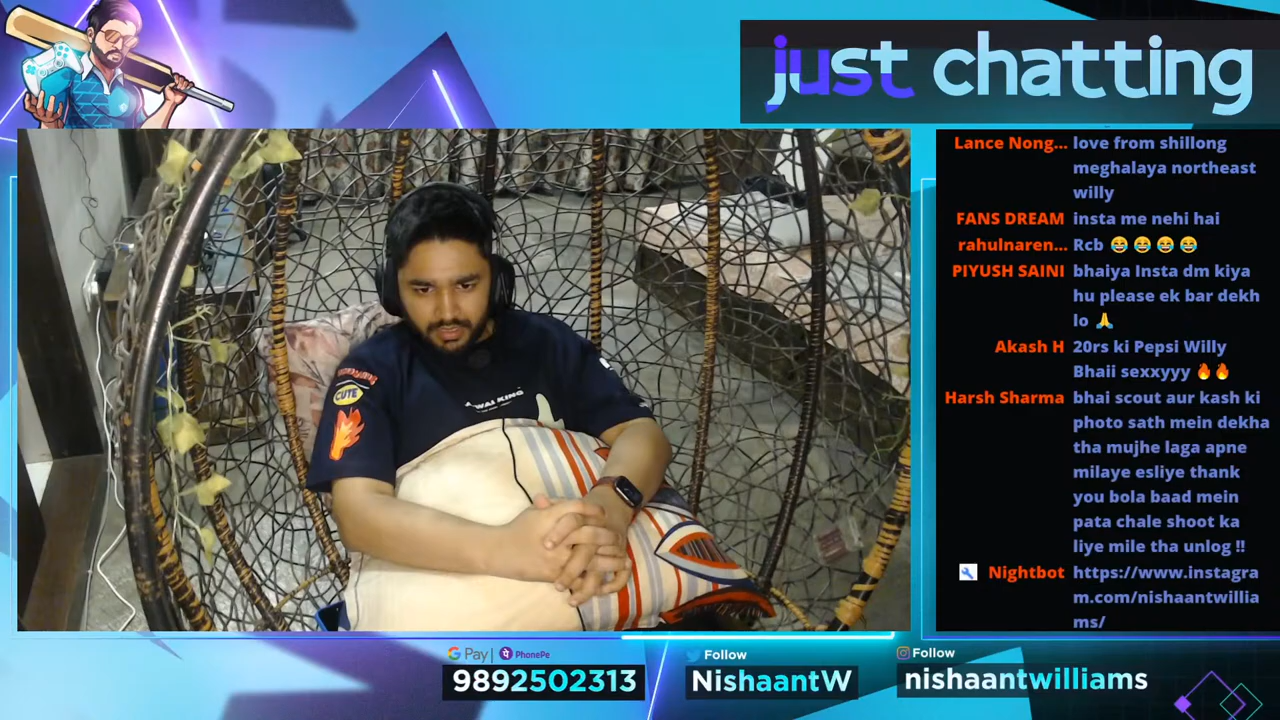 just chatting
Lance Nong... love from shillong
meghalaya northeast
willy
FANS DREAM insta me nehi hai
rahulnaren... Rcb 😂 😂 😂 😂
PIYUSH SAINI bhaiya Insta dm kiya
hu please ek bar dekh
lo 🙏
Akash H 20rs ki Pepsi Willy
Bhaii sexxyyy 🔥🔥
Harsh Sharma bhai scout aur kash ki
photo sath mein dekha
tha mujhe laga apne
milaye esliye thank
you bola baad mein
pata chale shoot ka
liye mile tha unlog !!
Nightbot https://www.instagra
m.com/nishaantwillia
ms/
CUTE
G Pay | PhonePe
9892502313
Follow
NishaantW
Follow
nishaantwilliams